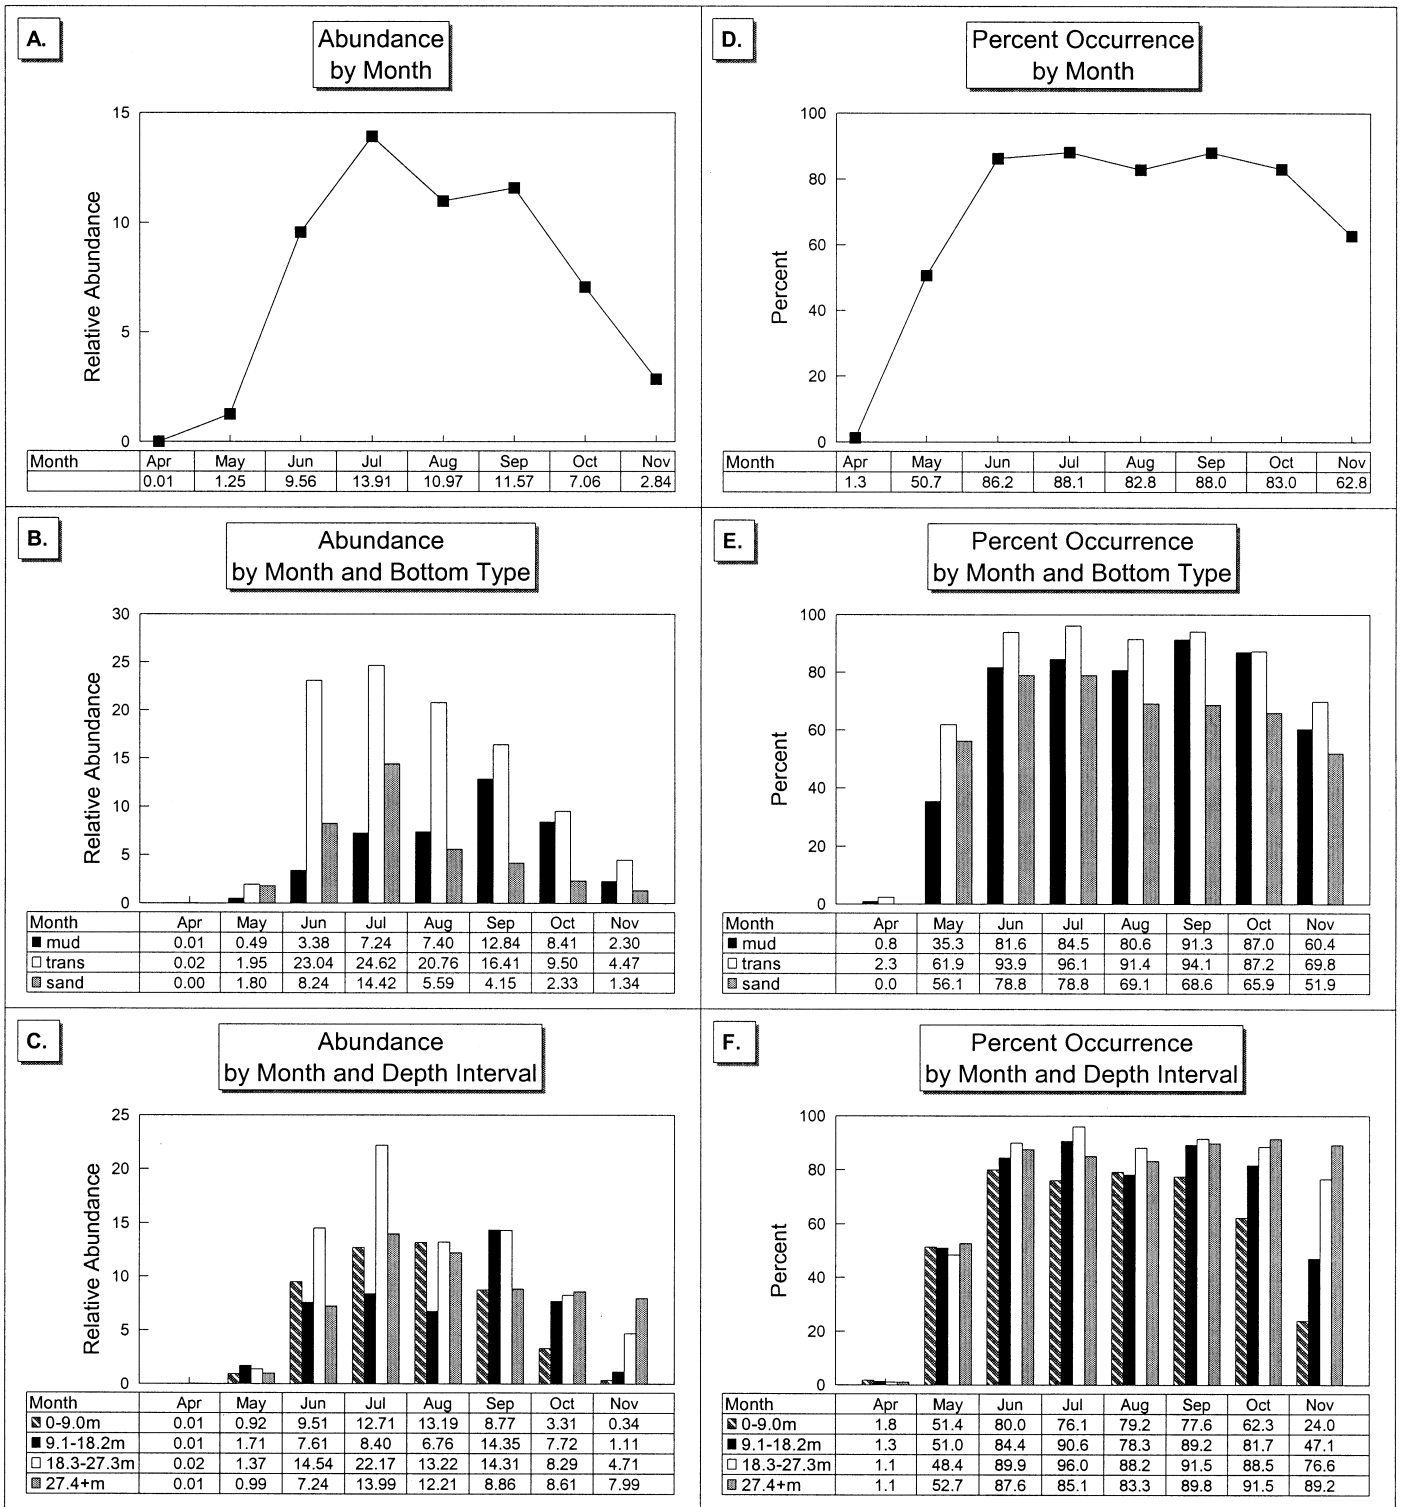 A.
Abundance
by Month
Relative Abundance
15
10
5
0
Month Apr May Jun Jul Aug Sep Oct Nov
0.01 1.25 9.56 13.91 10.97 11.57 7.06 2.84
D.
Percent Occurrence
by Month
Percent
100
80
60
40
20
0
Month Apr May Jun Jul Aug Sep Oct Nov
1.3 50.7 86.2 88.1 82.8 88.0 83.0 62.8
B.
Abundance
by Month and Bottom Type
Relative Abundance
30
25
20
15
10
5
0
Month Apr May Jun Jul Aug Sep Oct Nov
mud 0.01 0.49 3.38 7.24 7.40 12.84 8.41 2.30
trans 0.02 1.95 23.04 24.62 20.76 16.41 9.50 4.47
sand 0.00 1.80 8.24 14.42 5.59 4.15 2.33 1.34
E.
Percent Occurrence
by Month and Bottom Type
Percent
100
80
60
40
20
0
Month Apr May Jun Jul Aug Sep Oct Nov
mud 0.8 35.3 81.6 84.5 80.6 91.3 87.0 60.4
trans 2.3 61.9 93.9 96.1 91.4 94.1 87.2 69.8
sand 0.0 56.1 78.8 78.8 69.1 68.6 65.9 51.9
C.
Abundance
by Month and Depth Interval
Relative Abundance
25
20
15
10
5
0
Month Apr May Jun Jul Aug Sep Oct Nov
0-9.0m 0.01 0.92 9.51 12.71 13.19 8.77 3.31 0.34
9.1-18.2m 0.01 1.71 7.61 8.40 6.76 14.35 7.72 1.11
18.3-27.3m 0.02 1.37 14.54 22.17 13.22 14.31 8.29 4.71
27.4+m 0.01 0.99 7.24 13.99 12.21 8.86 8.61 7.99
F.
Percent Occurrence
by Month and Depth Interval
Percent
100
80
60
40
20
0
Month Apr May Jun Jul Aug Sep Oct Nov
0-9.0m 1.8 51.4 80.0 76.1 79.2 77.6 62.3 24.0
9.1-18.2m 1.3 51.0 84.4 90.6 78.3 89.2 81.7 47.1
18.3-27.3m 1.1 48.4 89.9 96.0 88.2 91.5 88.5 76.6
27.4+m 1.1 52.7 87.6 85.1 83.3 89.8 91.5 89.2